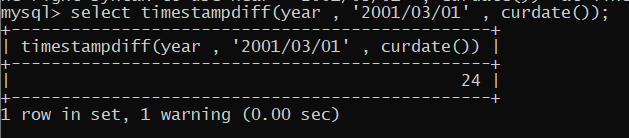 mysql> select timestampdiff(year , '2001/03/01' , curdate());
+-----------------------------------------------+
| timestampdiff(year , '2001/03/01' , curdate()) |
+-----------------------------------------------+
| 24 |
+-----------------------------------------------+
1 row in set, 1 warning (0.00 sec)